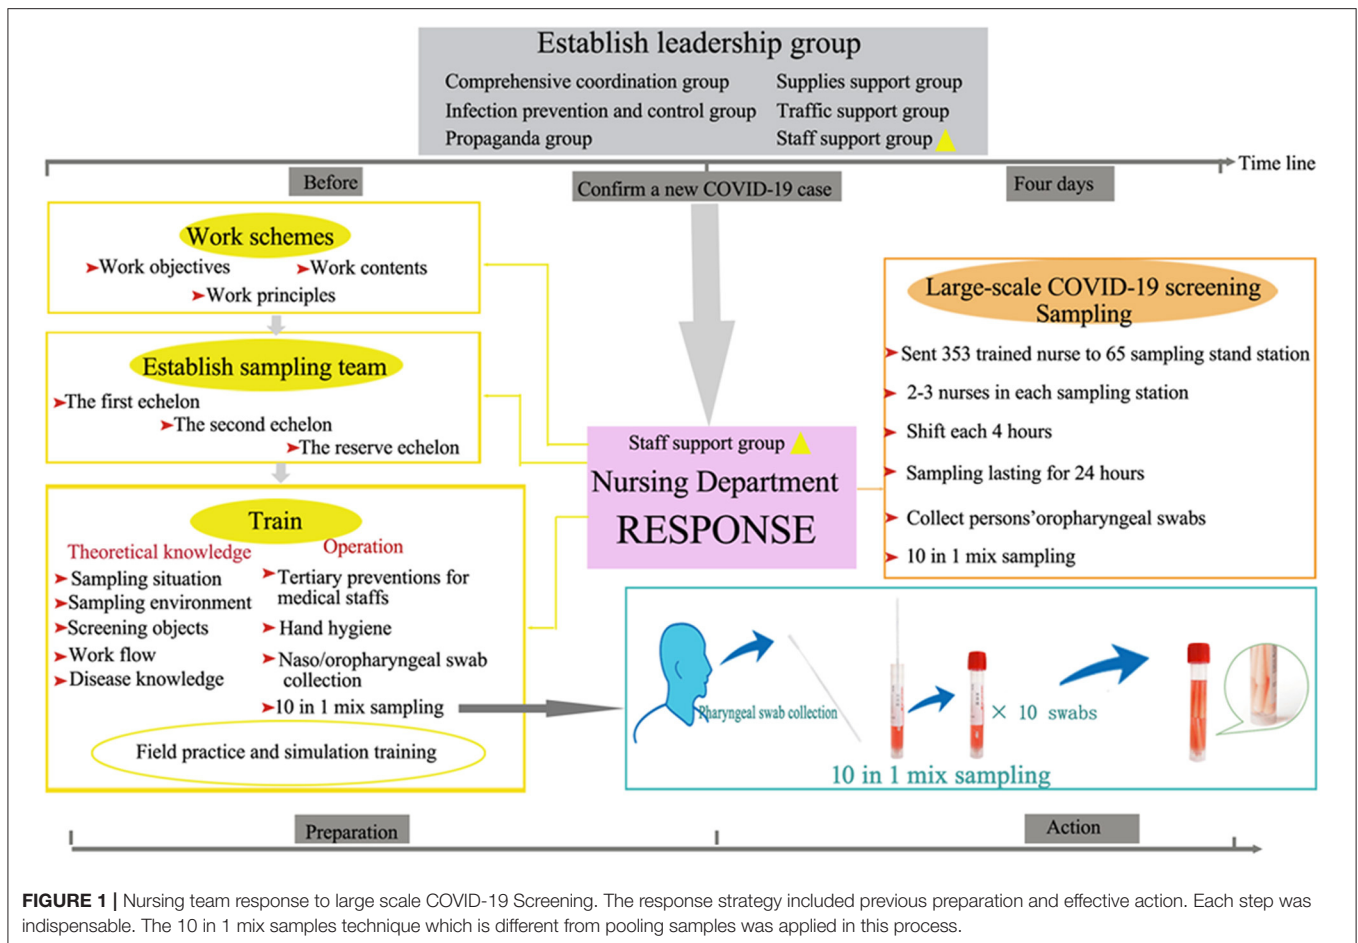 Establish leadership group
Comprehensive coordination group
Supplies support group
Infection prevention and control group
Traffic support group
Propaganda group
Staff support group
Time line
Before
Confirm a new COVID-19 case
Four days
Work schemes
Work objectives
Work contents
Work principles
Establish sampling team
The first echelon
The second echelon
The reserve echelon
Train
Theoretical knowledge
Sampling situation
Sampling environment
Screening objects
Work flow
Disease knowledge
Operation
Tertiary preventions for
medical staffs
Hand hygiene
Naso/oropharyngeal swab
collection
10 in 1 mix sampling
Field practice and simulation training
Staff support group
Nursing Department
RESPONSE
Large-scale COVID-19 screening
Sampling
Sent 353 trained nurse to 65 sampling stand station
2-3 nurses in each sampling station
Shift each 4 hours
Sampling lasting for 24 hours
Collect persons'oropharyngeal swabs
10 in 1 mix sampling
Pharyngeal swab collection
× 10 swabs
10 in 1 mix sampling
Preparation
Action
FIGURE 1 | Nursing team response to large scale COVID-19 Screening. The response strategy included previous preparation and effective action. Each step was
indispensable. The 10 in 1 mix samples technique which is different from pooling samples was applied in this process.